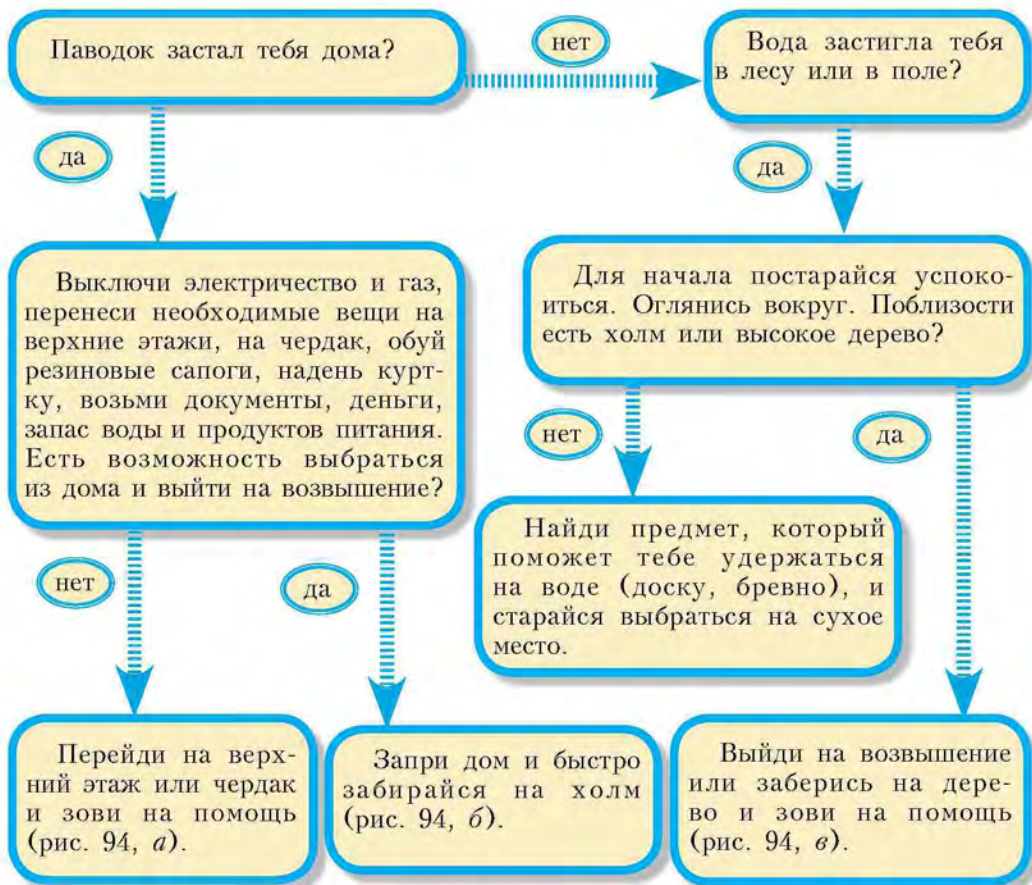 Паводок застал тебя дома?
нет
Вода застигла тебя
в лесу или в поле?
да
да
Выключи электричество и газ,
перенеси необходимые вещи на
верхние этажи, на чердак, обуй
резиновые сапоги, надень курт-
ку, возьми документы, деньги,
запас воды и продуктов питания.
Есть возможность выбраться
из дома и выйти на возвышение?
Для начала постарайся успоко-
иться. Оглянись вокруг. Поблизости
есть холм или высокое дерево?
нет
да
Найди предмет, который
поможет тебе удержаться
на воде (доску, бревно), и
старайся выбраться на сухое
место.
нет
да
Перейди на верх-
ний этаж или чердак
и зови на помощь
(рис. 94, а).
Запри дом и быстро
забирайся на холм
(рис. 94, б).
Выйди на возвышение
или заберись на дере-
во и зови на помощь
(рис. 94, в).